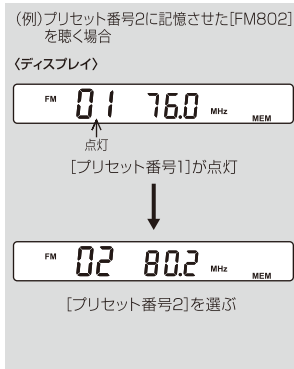 (例)プリセット番号2に記憶させた[FM802]
を聴く場合
〈ディスプレイ〉
FM 01 76.0 MHz MEM
点灯
[プリセット番号1]が点灯
FM 02 80.2 MHz MEM
[プリセット番号2]を選ぶ